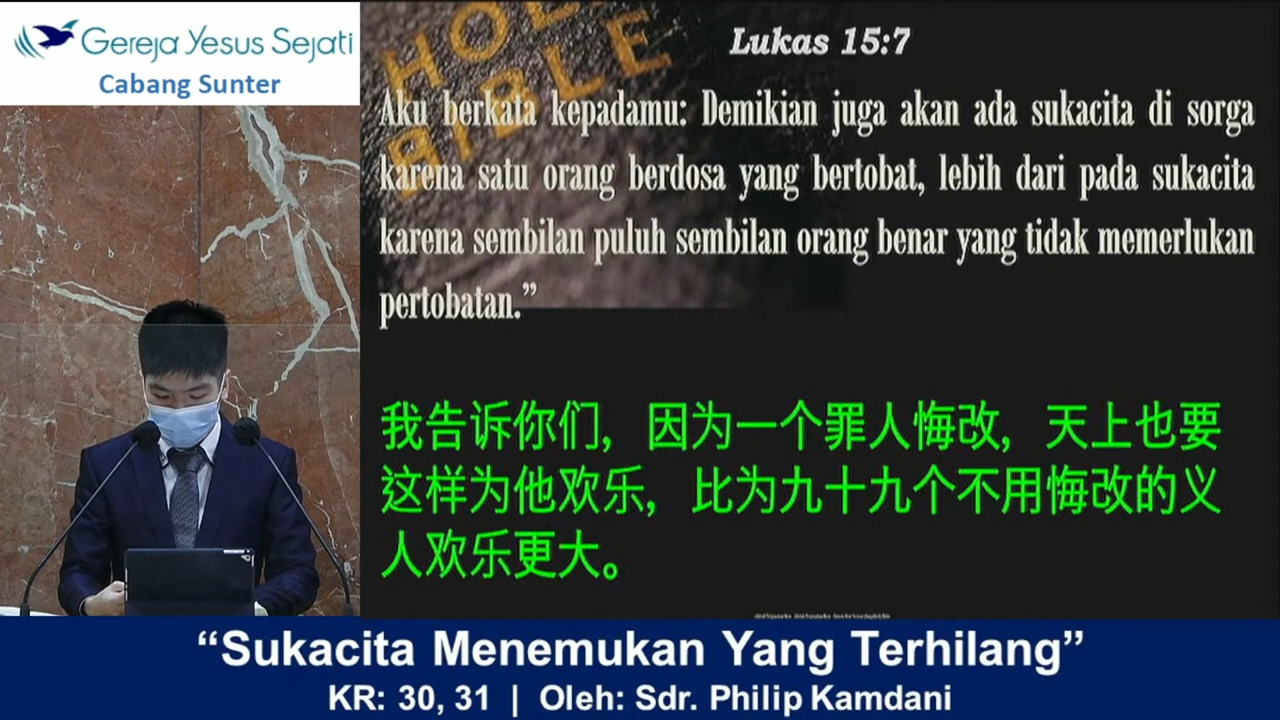 Gereja Yesus Sejati
Cabang Sunter
HOLY
BIBLE
Lukas 15:7
Aku berkata kepadamu: Demikian juga akan ada sukacita di sorga
karena satu orang berdosa yang bertobat, lebih dari pada sukacita
karena sembilan puluh sembilan orang benar yang tidak memerlukan
pertobatan.”
我告诉你们，因为一个罪人悔改，天上也要
这样为他欢乐，比为九十九个不用悔改的义
人欢乐更大。
“Sukacita Menemukan Yang Terhilang”
KR: 30, 31 | Oleh: Sdr. Philip Kamdani